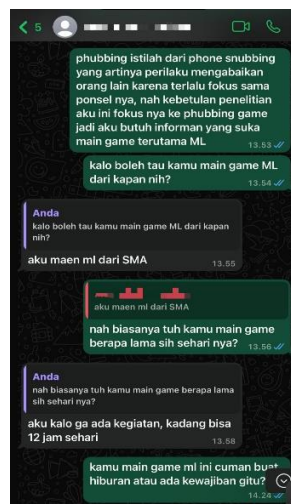 5
phubbing istilah dari phone snubbing
yang artinya perilaku mengabaikan
orang lain karena terlalu fokus sama
ponsel nya, nah kebetulan penelitian
aku ini fokus nya ke phubbing game
jadi aku butuh informan yang suka
main game terutama ML
13.53
kalo boleh tau kamu main game ML
dari kapan nih?
13.54
Anda
kalo boleh tau kamu main game ML dari kapan
nih?
aku maen ml dari SMA
13.55
aku maen ml dari SMA
nah biasanya tuh kamu main game
berapa lama sih sehari nya?
13.56
Anda
nah biasanya tuh kamu main game berapa lama
sih sehari nya?
aku kalo ga ada kegiatan, kadang bisa
12 jam sehari
13.58
kamu main game ml ini cuman buat
hiburan atau ada kewajiban gitu?
14.24